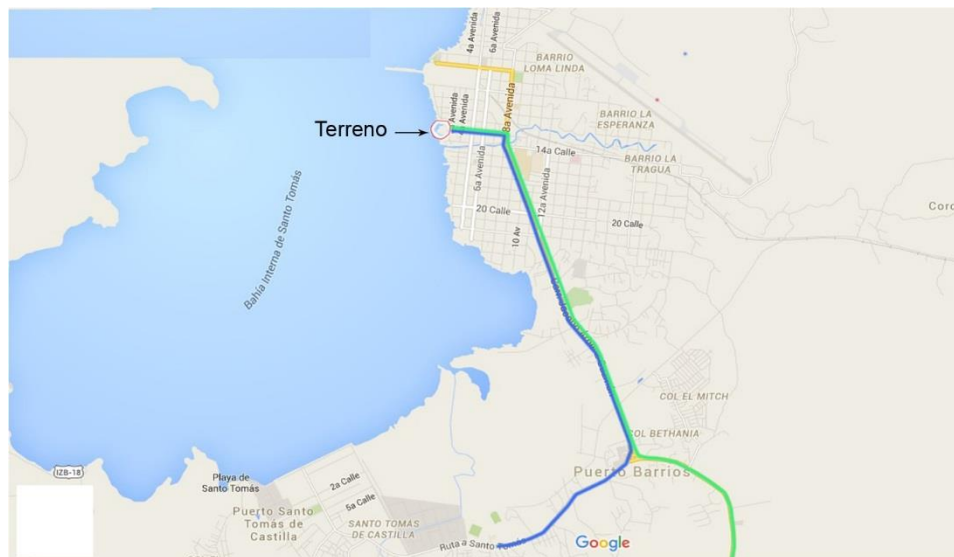 4a Avenida
6a Avenida
BARRIO
LOMA LINDA
Avenida
Avenida
8a Avenida
Terreno
BARRIO LA
ESPERANZA
14a Calle
BARRIO LA
TRAGUA
6a Avenida
12a Avenida
20 Calle
20 Calle
10 Av
Bahía Interna de Santo Tomás
COL EL MITCH
COL BETHANIA
Puerto Barrios
IZB-18
Playa de
Santo Tomás
2a Calle
5a Calle
Puerto Santo
Tomás de
Castilla
SANTO TOMAS
DE CASTILLA
Ruta a Santo
Google